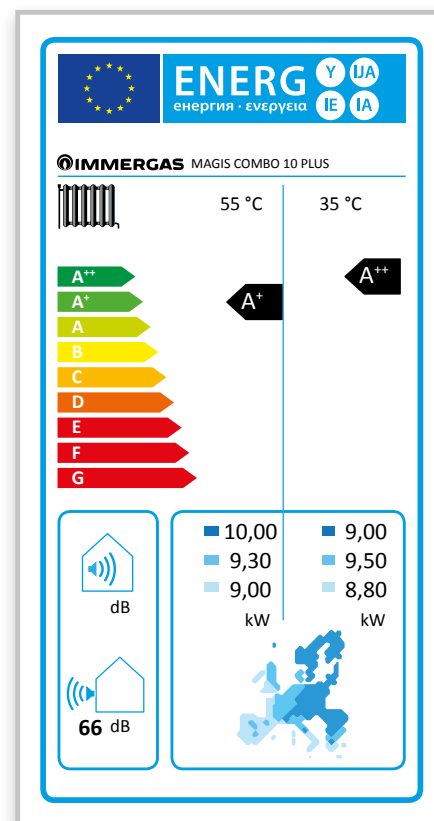 ENERG Y IJA
енергия · ενεργεια IE IA
IMMERGAS MAGIS COMBO 10 PLUS
55 °C 35 °C
A++
A+
A
B
C
D
E
F
G
A+
A++
10,00 9,00
9,30 9,50
9,00 8,80
kW kW
dB
66 dB